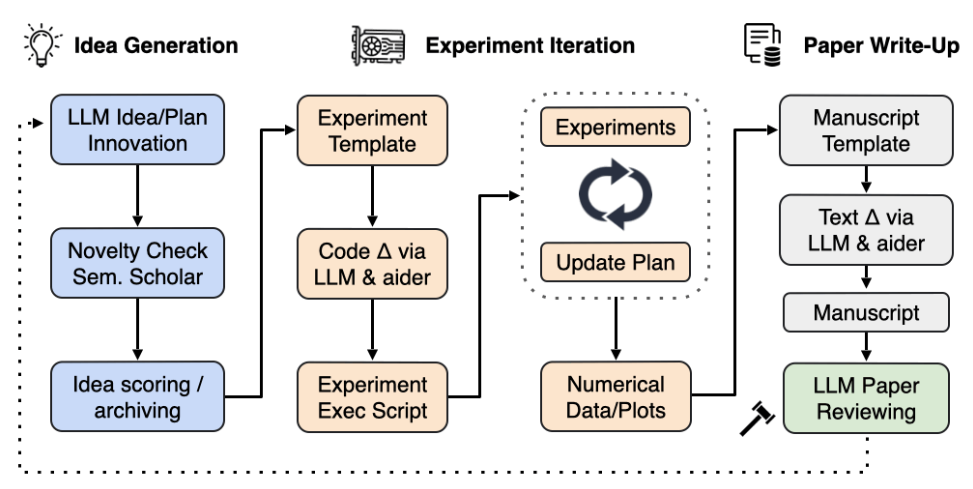 Idea Generation
Experiment Iteration
Paper Write-Up
LLM Idea/Plan
Innovation
Novelty Check
Sem. Scholar
Idea scoring /
archiving
Experiment
Template
Code Δ via
LLM & aider
Experiment
Exec Script
Experiments
Update Plan
Numerical
Data/Plots
Manuscript
Template
Text Δ via
LLM & aider
Manuscript
LLM Paper
Reviewing